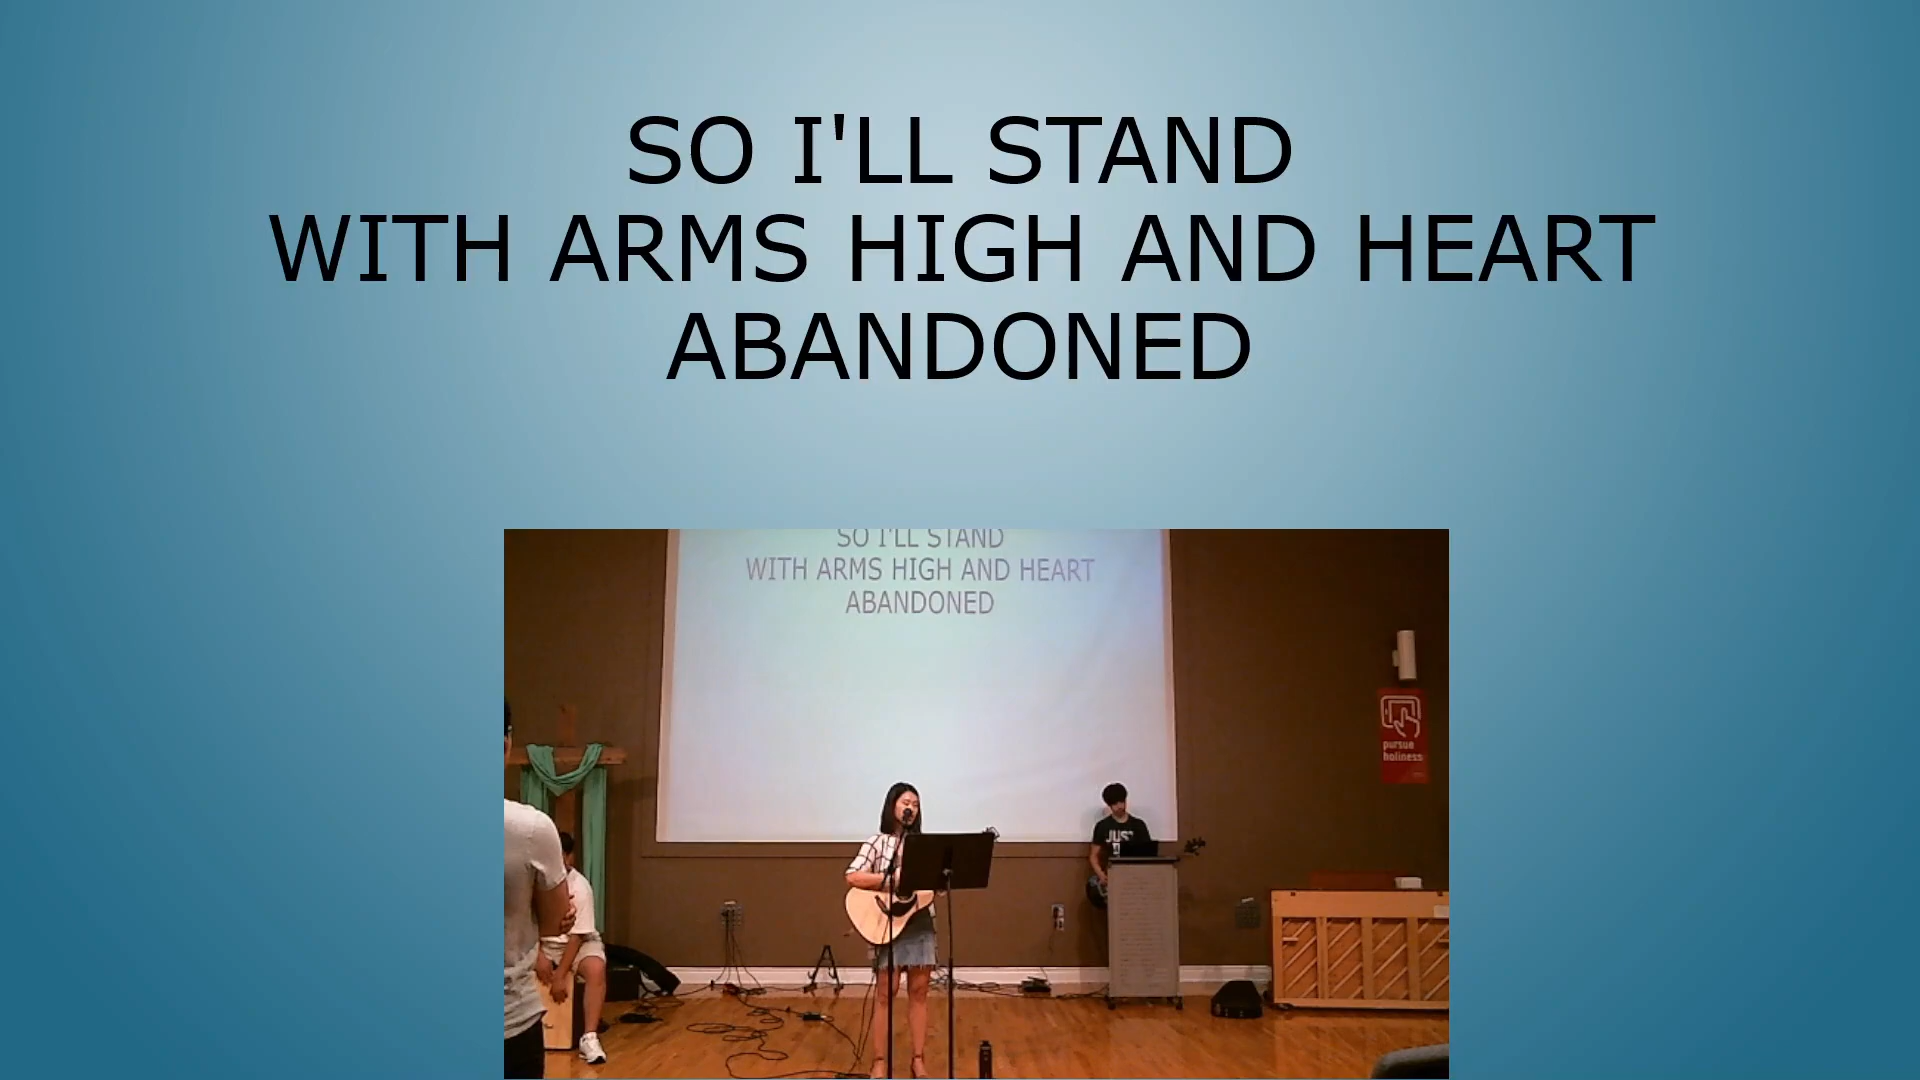 SO I'LL STAND
WITH ARMS HIGH AND HEART
ABANDONED
SO I'LL STAND
WITH ARMS HIGH AND HEART
ABANDONED
pursue
holiness
JUST